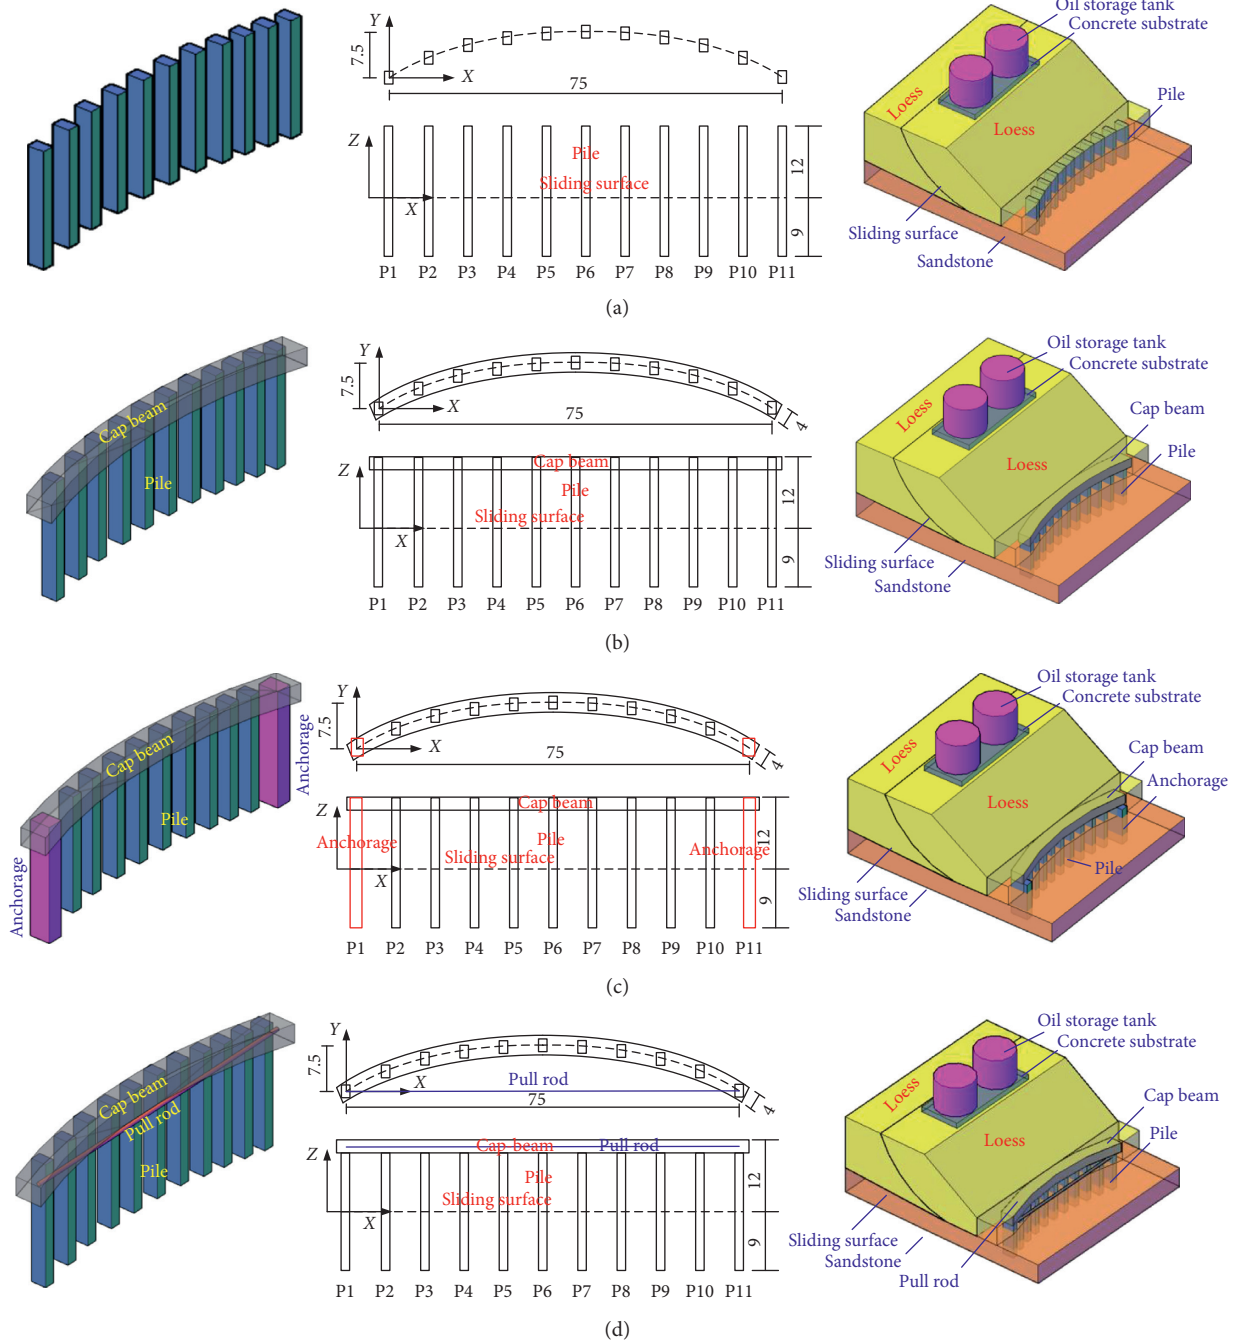 Y
7.5
X
75
Z
Pile
Sliding surface
X
12
9
P1 P2 P3 P4 P5 P6 P7 P8 P9 P10 P11
Oil storage tank
Concrete substrate
Pile
Loess
Loess
Sliding surface
Sandstone
(a)
Cap beam
Pile
Y
7.5
X
75
4
Z
Cap beam
Pile
Sliding surface
X
12
9
P1 P2 P3 P4 P5 P6 P7 P8 P9 P10 P11
Oil storage tank
Concrete substrate
Cap beam
Pile
Loess
Loess
Sliding surface
Sandstone
(b)
Anchorage
Cap beam
Pile
Anchorage
Y
7.5
X
75
4
Z
Cap beam
Anchorage
Pile
Anchorage
Sliding surface
X
12
9
P1 P2 P3 P4 P5 P6 P7 P8 P9 P10 P11
Oil storage tank
Concrete substrate
Cap beam
Anchorage
Loess
Loess
Pile
Sliding surface
Sandstone
(c)
Cap beam
Pull rod
Pile
Y
7.5
X
Pull rod
75
4
Z
Cap beam
Pull rod
Pile
Sliding surface
X
12
9
P1 P2 P3 P4 P5 P6 P7 P8 P9 P10 P11
Oil storage tank
Concrete substrate
Cap beam
Pile
Loess
Loess
Sliding surface
Sandstone
Pull rod
(d)